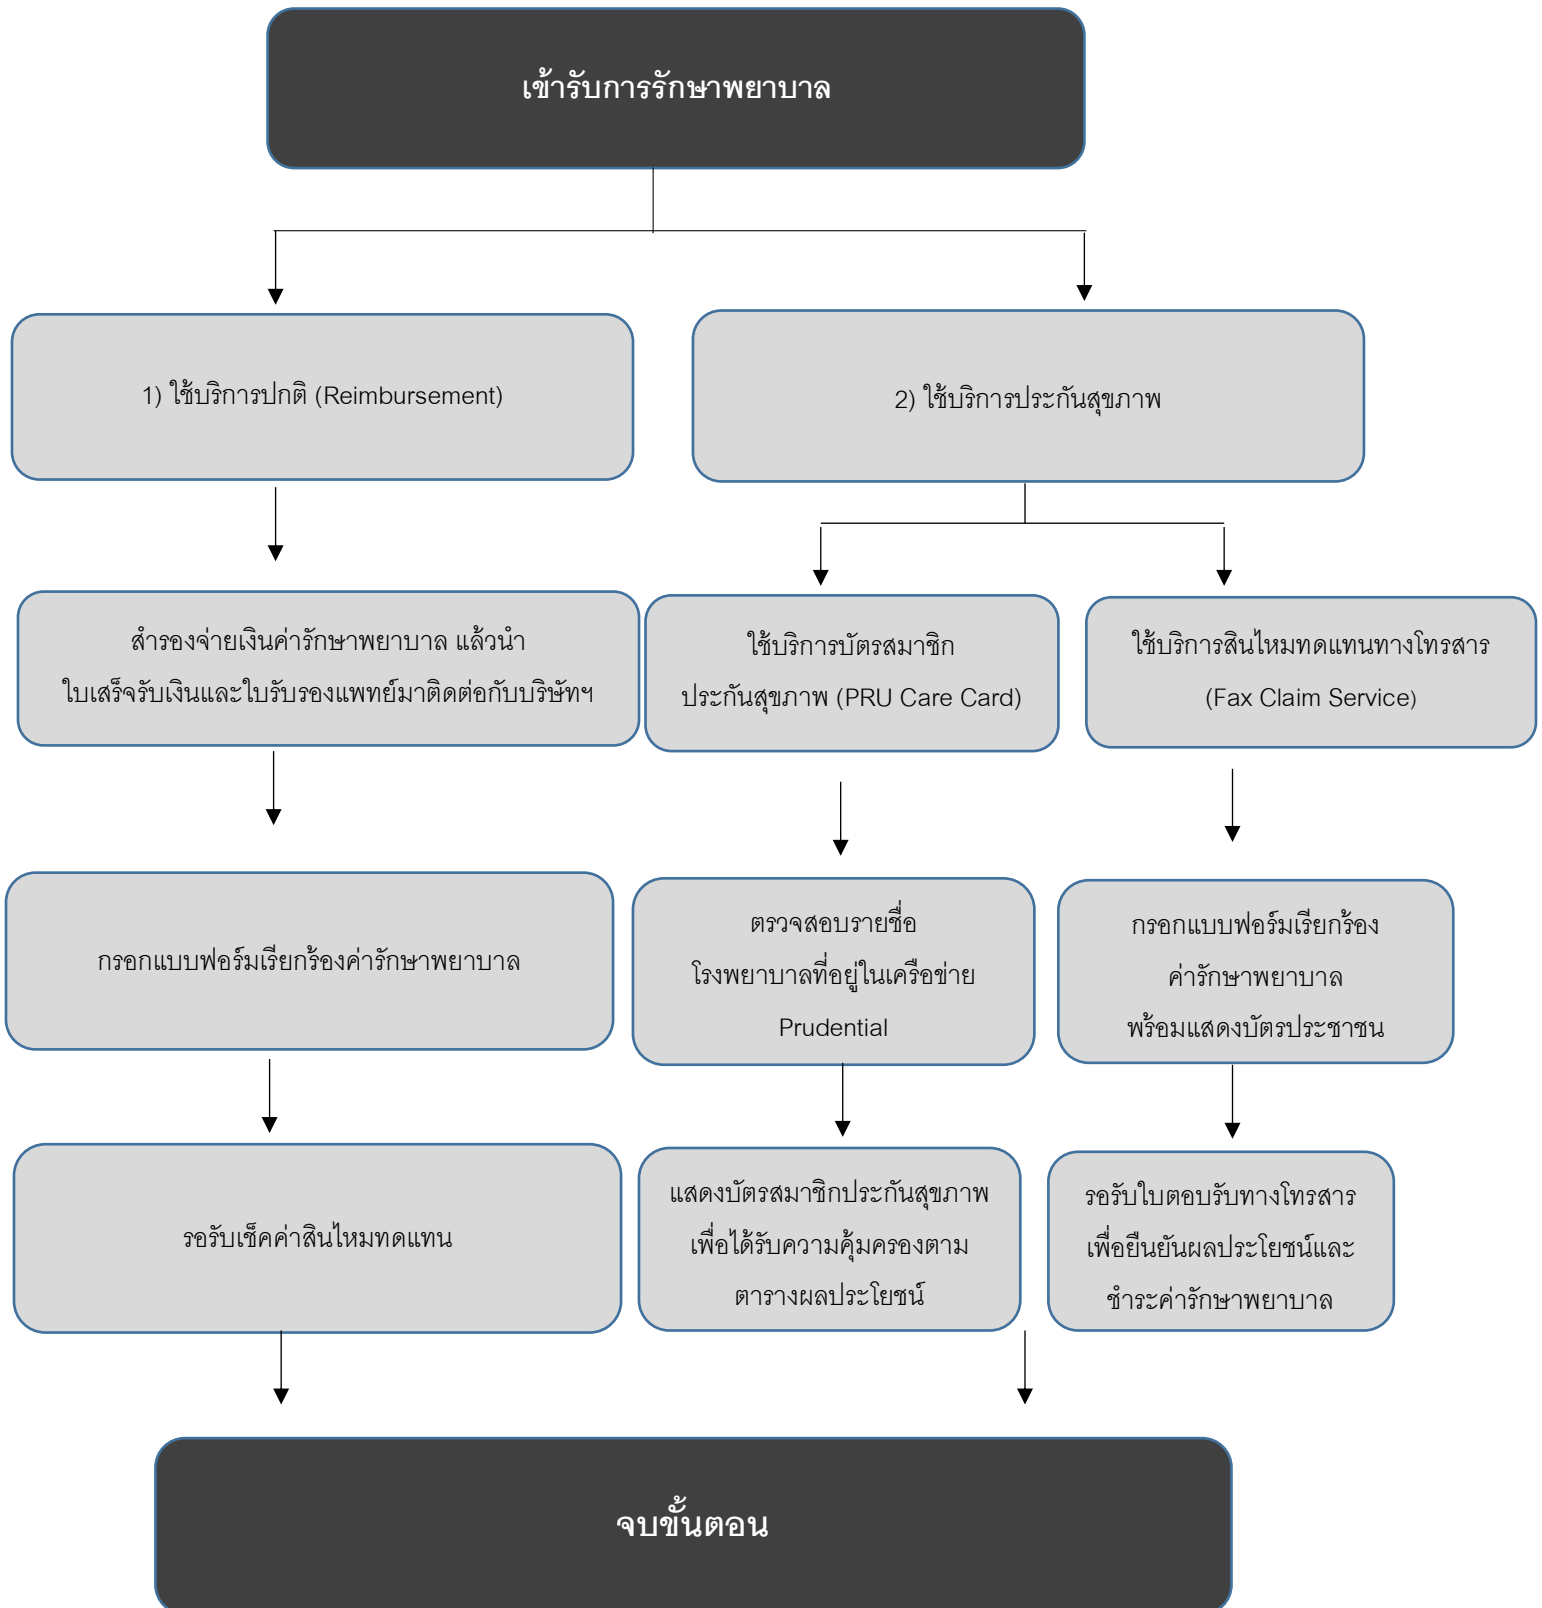 เข้ารับการรักษาพยาบาล
1) ใช้บริการปกติ (Reimbursement)
2) ใช้บริการประกันสุขภาพ
สำรองจ่ายเงินค่ารักษาพยาบาล แล้วนำ
ใบเสร็จรับเงินและใบรับรองแพทย์มาติดต่อกับบริษัทฯ
ใช้บริการบัตรสมาชิก
ประกันสุขภาพ (PRU Care Card)
ใช้บริการสินไหมทดแทนทางโทรสาร
(Fax Claim Service)
กรอกแบบฟอร์มเรียกร้องค่ารักษาพยาบาล
ตรวจสอบรายชื่อ
โรงพยาบาลที่อยู่ในเครือข่าย
Prudential
กรอกแบบฟอร์มเรียกร้อง
ค่ารักษาพยาบาล
พร้อมแสดงบัตรประชาชน
รอรับเช็คค่าสินไหมทดแทน
แสดงบัตรสมาชิกประกันสุขภาพ
เพื่อได้รับความคุ้มครองตาม
ตารางผลประโยชน์
รอรับใบตอบรับทางโทรสาร
เพื่อยืนยันผลประโยชน์และ
ชำระค่ารักษาพยาบาล
จบขั้นตอน